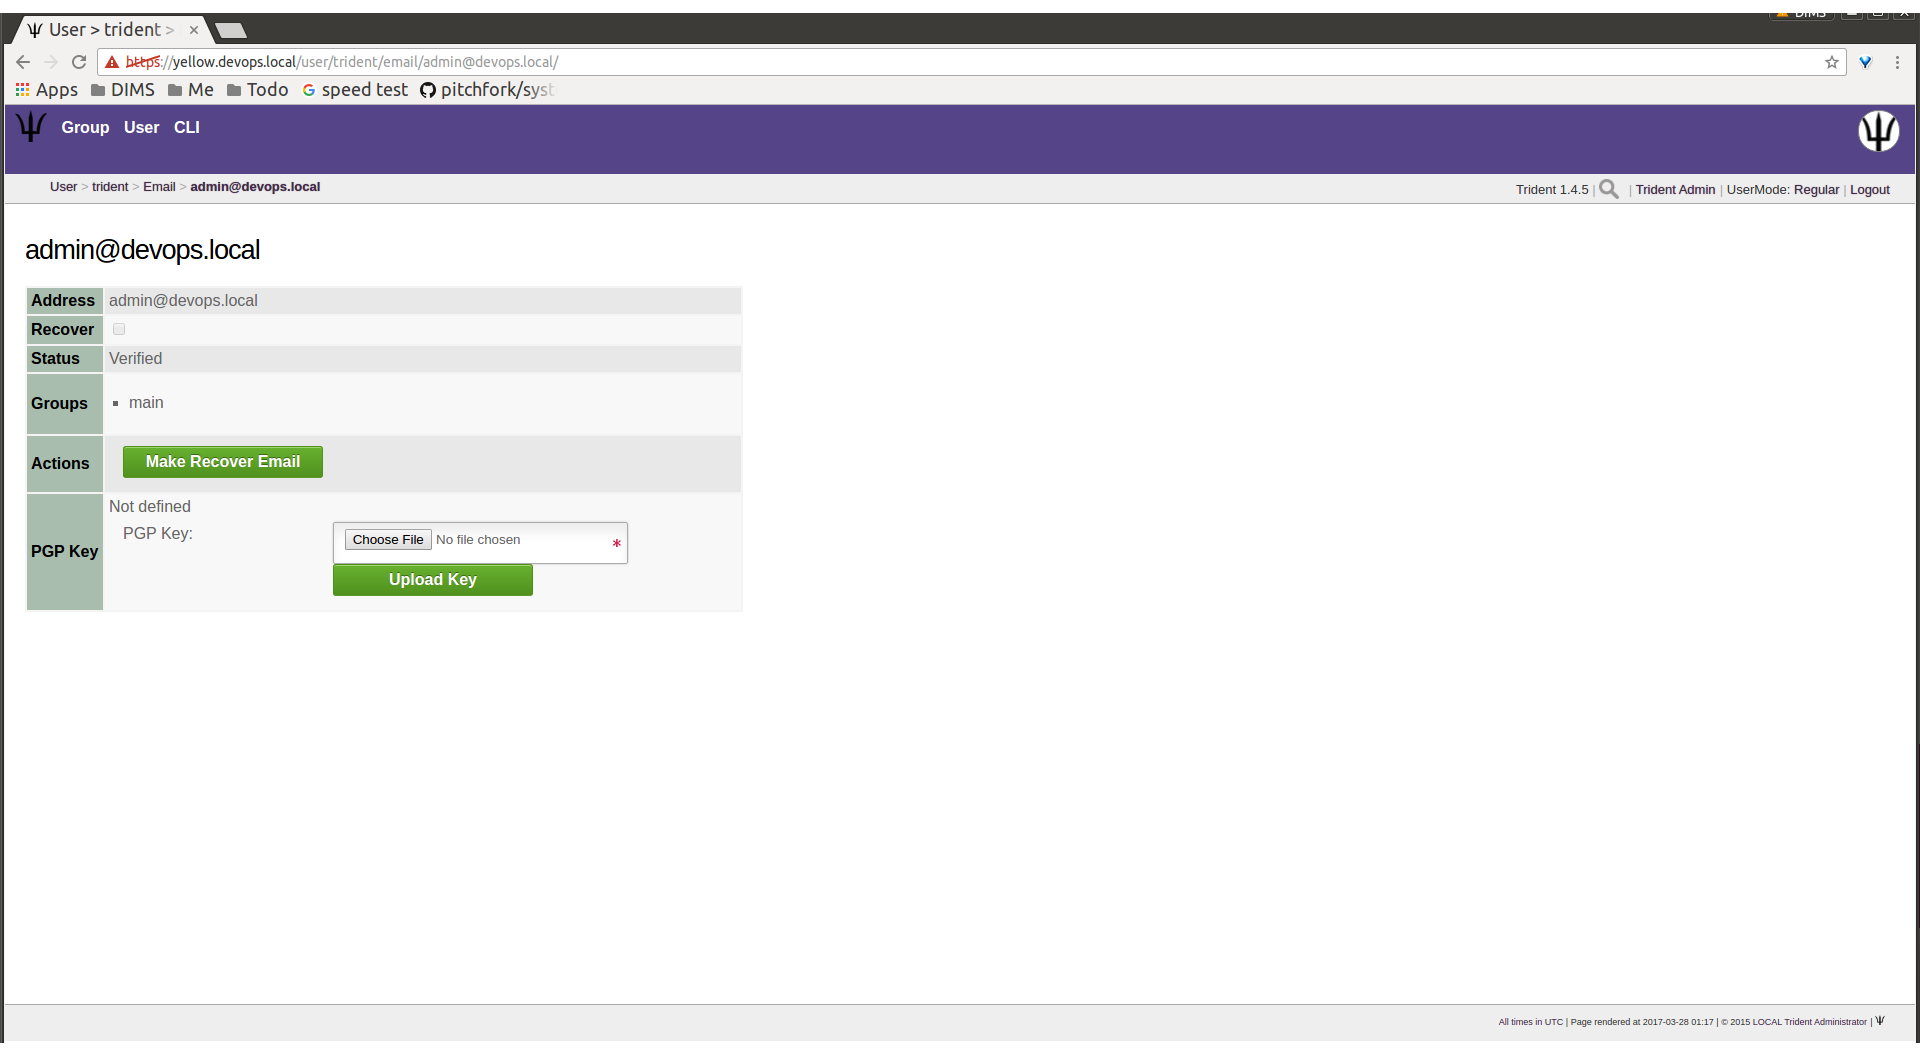 DIMS
User > trident >
https://yellow.devops.local/user/trident/email/admin@devops.local/
Apps DIMS Me Todo speed test pitchfork/syst
Group User CLI
User > trident > Email > admin@devops.local
Trident 1.4.5 | | Trident Admin | UserMode: Regular | Logout
admin@devops.local
Address admin@devops.local
Recover
Status Verified
Groups main
Actions Make Recover Email
PGP Key Not defined
PGP Key: Choose File No file chosen *
Upload Key
All times in UTC | Page rendered at 2017-03-28 01:17 | © 2015 LOCAL Trident Administrator |